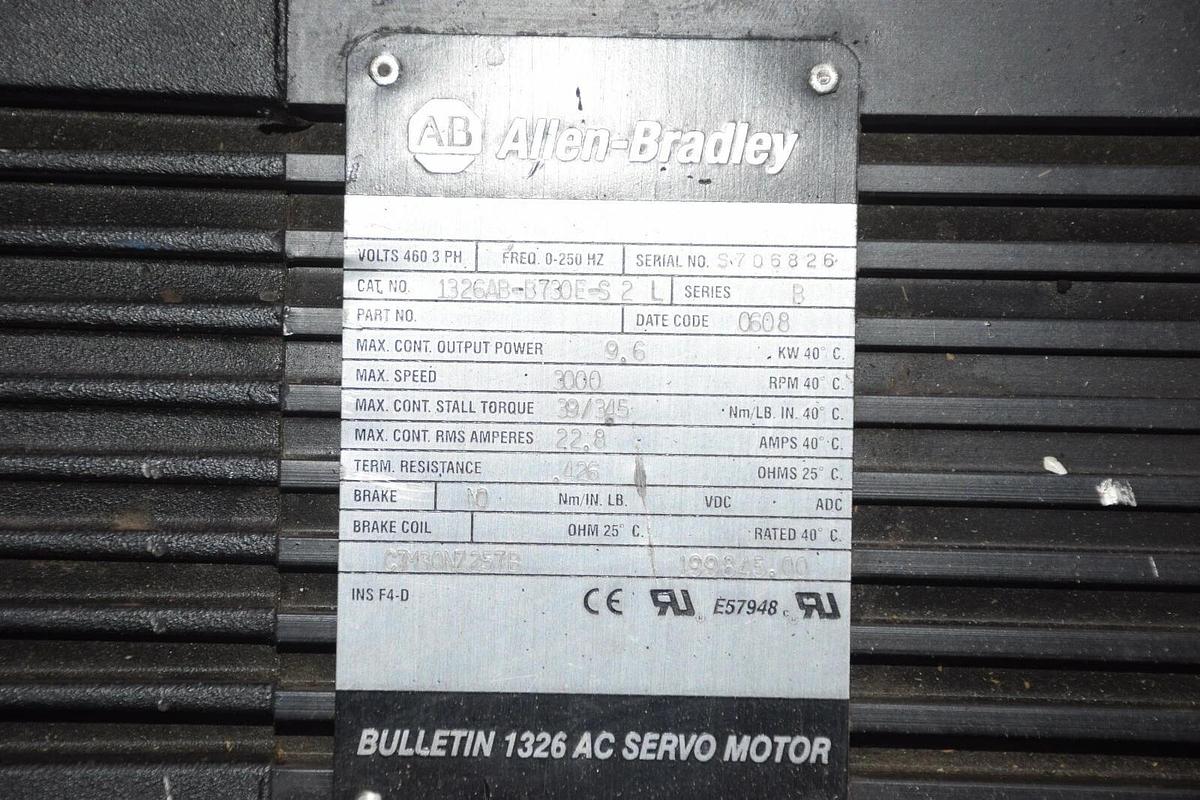 AB Allen-Bradley
VOLTS 460 3 PH FREQ. 0-250 HZ SERIAL NO. S706826
CAT. NO. 1326AB-B730E-S 2 L SERIES B
PART NO. DATE CODE 0608
MAX. CONT. OUTPUT POWER 9.6 KW 40° C.
MAX. SPEED 3000 RPM 40° C.
MAX. CONT. STALL TORQUE 39/345 Nm/LB. IN. 40° C.
MAX. CONT. RMS AMPERES 22.8 AMPS 40° C.
TERM. RESISTANCE .426 OHMS 25° C.
BRAKE NO Nm/IN. LB. VDC ADC
BRAKE COIL OHM 25° C. RATED 40° C.
INS F4-D CE RU E57948 c RU
BULLETIN 1326 AC SERVO MOTOR